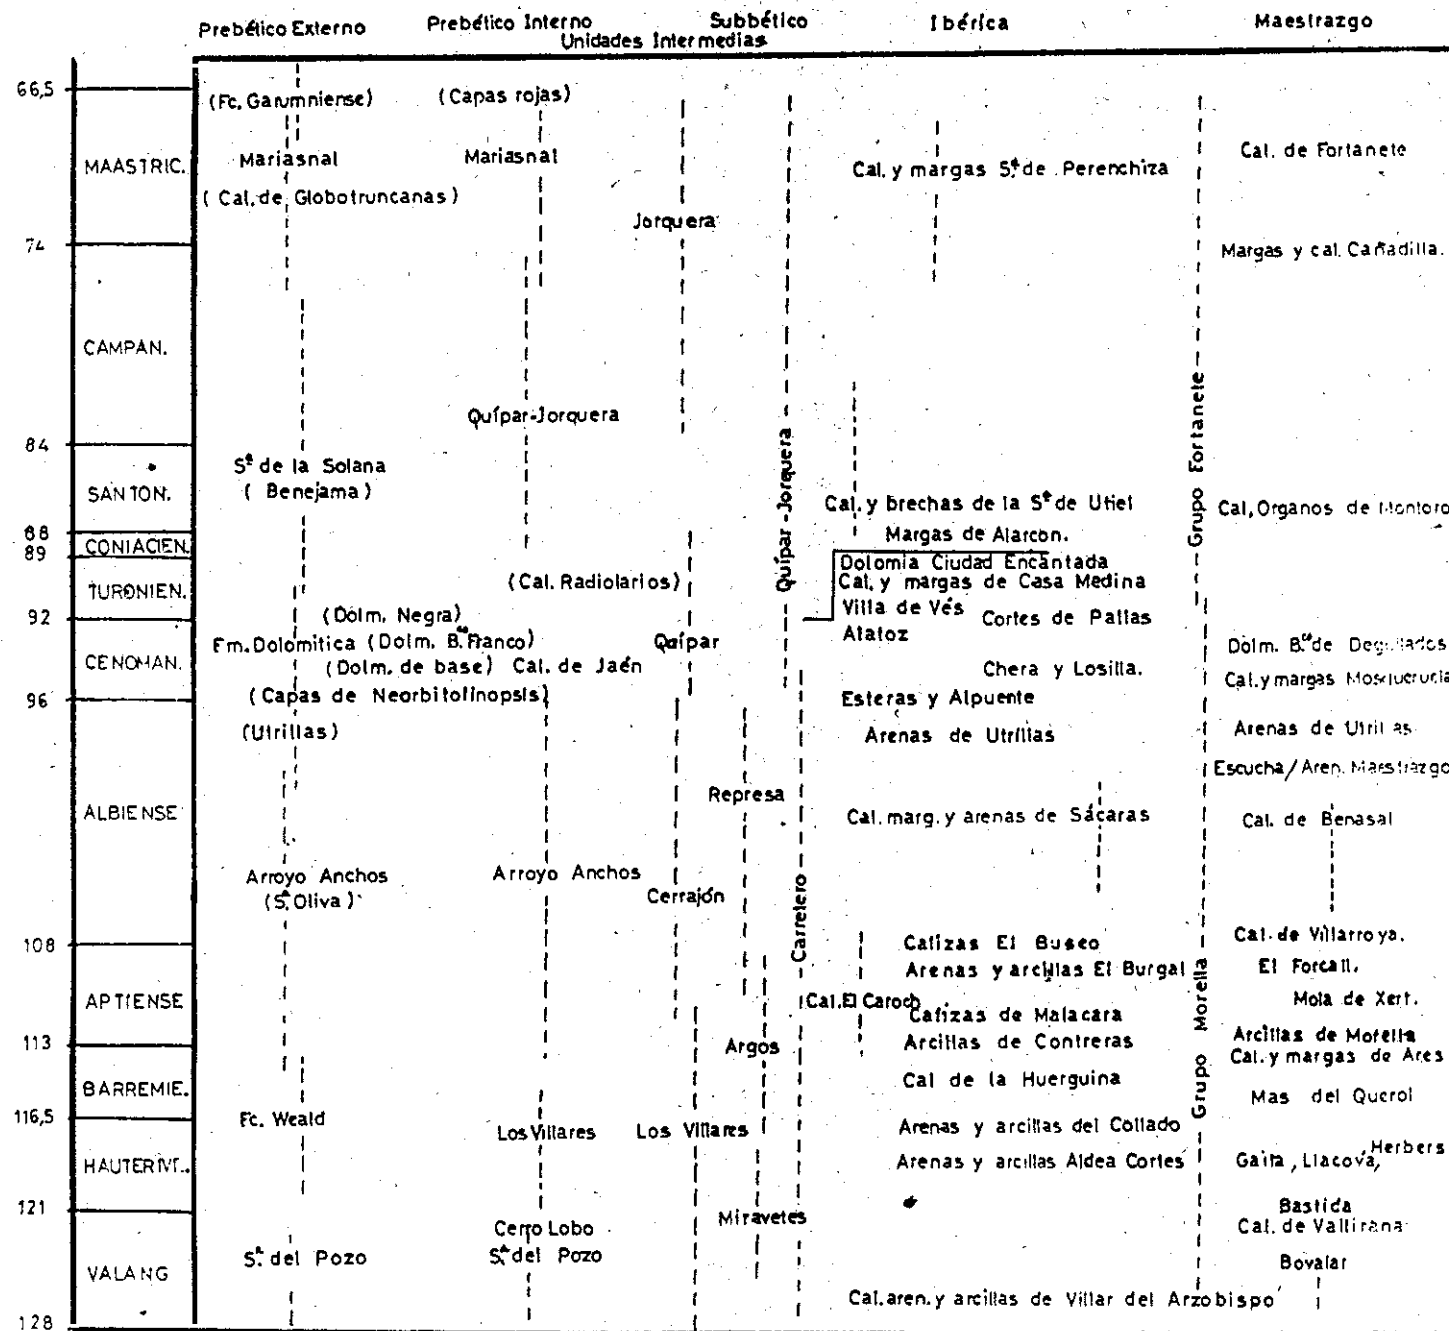 Prebético Externo Prebético Interno Subbético Ibérica Maestrazgo
Unidades Intermedias
66,5
(Fc. Garumniense) (Capas rojas)
MAASTRIC. Mariasnal Mariasnal Cal. y margas Sª de Perenchiza Cal. de Fortanete
(Cal. de Globotruncanas)
Jorquera
74 Margas y cal. Cañadilla.
CAMPAN.
Quípar-Jorquera
Quípar-Jorquera
Grupo Fortanete
84
Sª de la Solana
SANTON. (Benejama) Cal. y brechas de la Sª de Utiel Cal. Organos de Montoro
88 Margas de Alarcon.
CONIACIEN.
89 Dolomia Ciudad Encantada
TURONIEN. (Cal. Radiolarios) Cal. y margas de Casa Medina
92 (Dolm. Negra) Villa de Vés Cortes de Pallas
Fm. Dolomitica (Dolm. B.co Franco) Quípar Alatoz Dolm. B.co de Degollados
CENOMAN. (Dolm. de base) Cal. de Jaén Chera y Losilla. Cal. y margas Mosqueruela
96 (Capas de Neorbitolinopsis) Esteras y Alpuente
(Utrillas) Arenas de Utrillas Arenas de Utrillas
Escucha/Aren. Maestrazgo
Represa
ALBIENSE Cal. marg. y arenas de Sácaras Cal. de Benasal
Arroyo Anchos Arroyo Anchos
(S. Oliva) Cerrajón
Carretero
108 Calizas El Buseo Cal. de Villarroya.
Arenas y arcillas El Burgal El Forcall.
APTIENSE Cal. El Caroch Mola de Xert.
Calizas de Malacara
Grupo Morella
113 Argos Arcillas de Contreras Arcillas de Morella
Cal. y margas de Ares
BARREMIE. Cal de la Huerguina
Mas del Querol
116,5 Fc. Weald
Los Villares Los Villares Arenas y arcillas del Collado
HAUTERIVI.. Arenas y arcillas Aldea Cortes Gaita, Llacova, Herbers
121 Miravetes Bastida
Cerro Lobo Cal. de Vallirana
Sª del Pozo Sª del Pozo Bovalar
VALANG
Cal. aren. y arcillas de Villar del Arzobispo
128